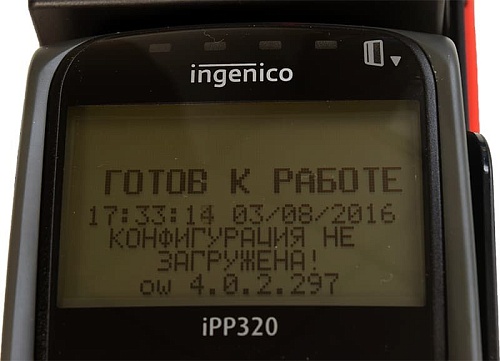 ingenico
ГОТОВ К РАБОТЕ
17:33:14 03/08/2016
КОНФИГУРАЦИЯ НЕ
ЗАГРУЖЕНА!
ow 4.0.2.297
iPP320